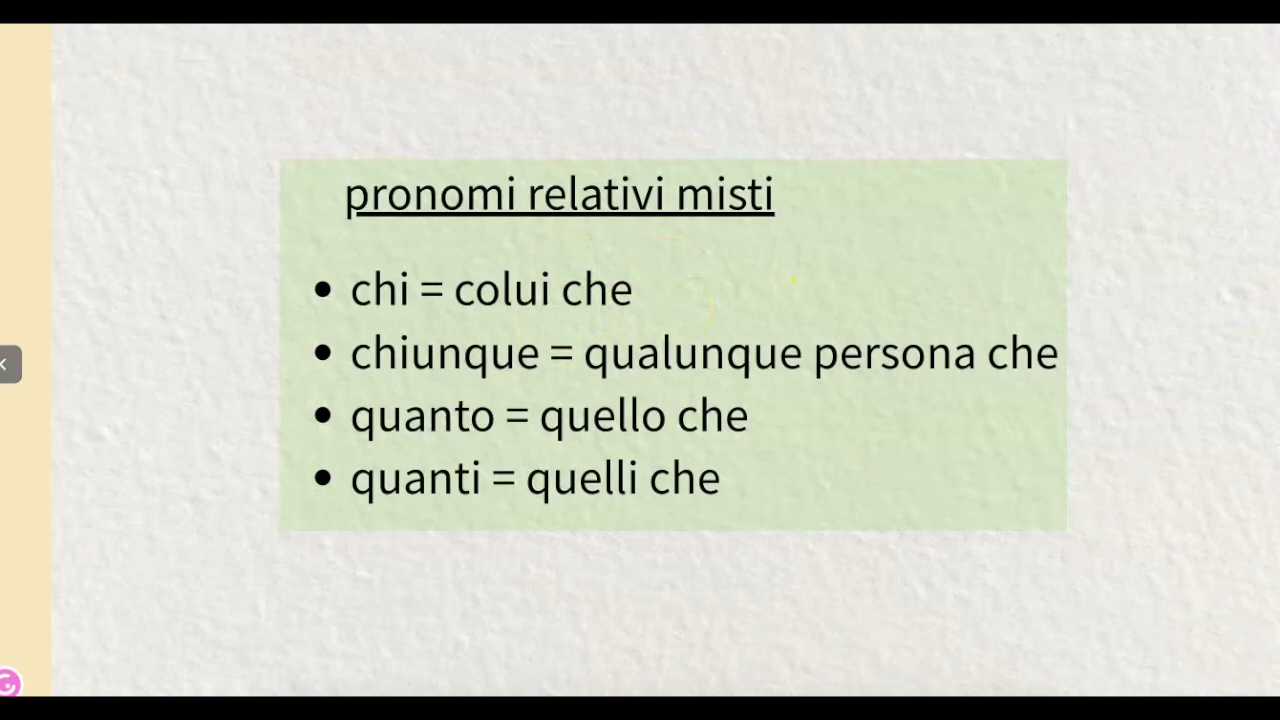 pronomi relativi misti
• chi = colui che
• chiunque = qualunque persona che
• quanto = quello che
• quanti = quelli che